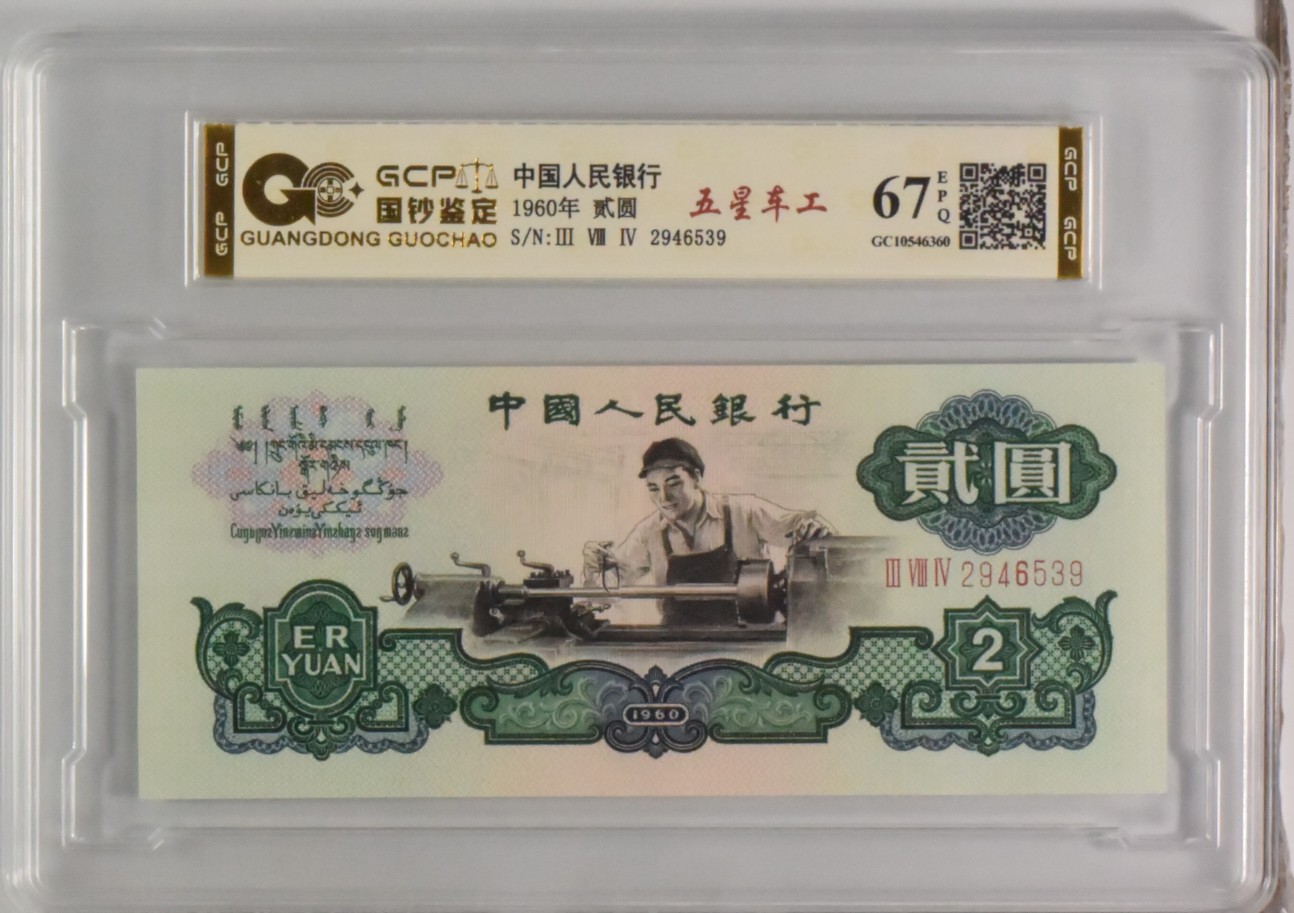 GCP
GCP
GCP
国钞鉴定
GUANGDONG GUOCHAO
中国人民银行
1960年 贰圆
S/N:III VIII IV 2946539
五星车工
67
EPQ
GC10546360
GCP
GCP
中國人民銀行
貳圓
III VIII IV 2946539
ER
YUAN
1960
2